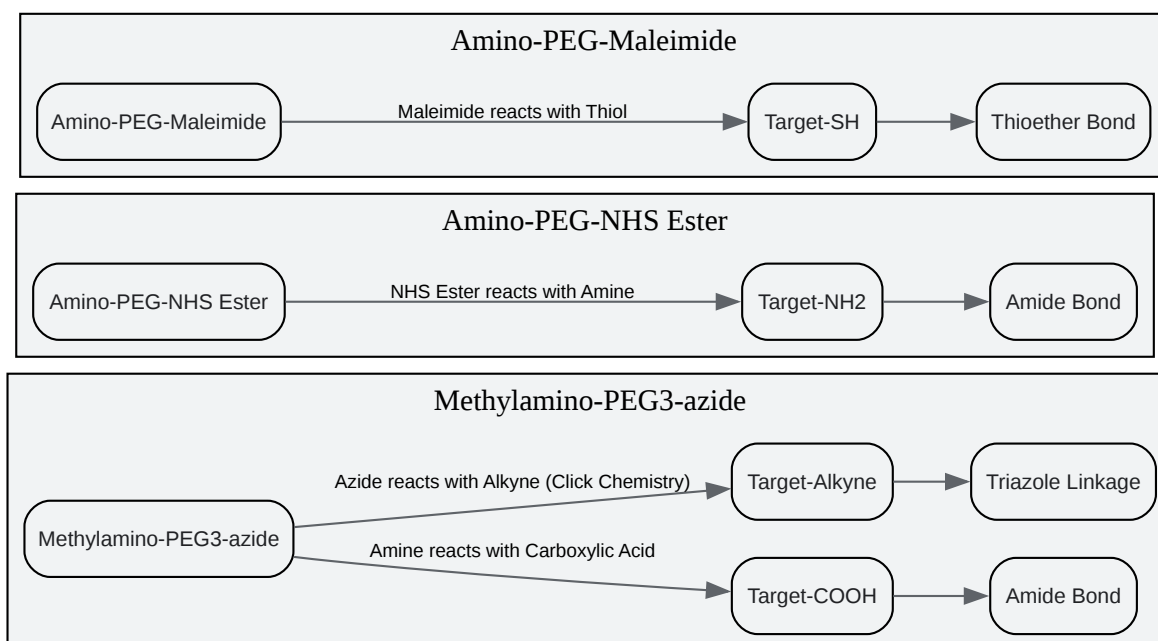 Amino-PEG-Maleimide
Amino-PEG-Maleimide
Maleimide reacts with Thiol
Target-SH
Thioether Bond
Amino-PEG-NHS Ester
Amino-PEG-NHS Ester
NHS Ester reacts with Amine
Target-NH2
Amide Bond
Methylamino-PEG3-azide
Methylamino-PEG3-azide
Azide reacts with Alkyne (Click Chemistry)
Target-Alkyne
Triazole Linkage
Amine reacts with Carboxylic Acid
Target-COOH
Amide Bond